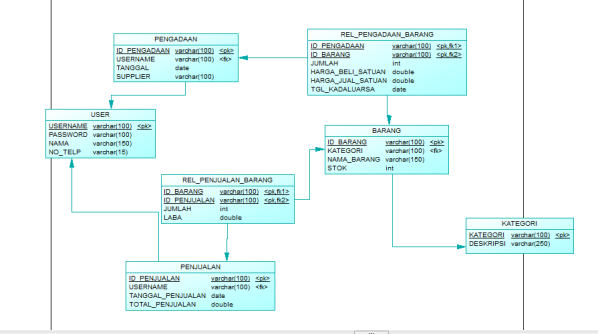 PENGADAAN
ID_PENGADAAN varchar(100) <pk>
USERNAME varchar(100) <fk>
TANGGAL date
SUPPLIER varchar(100)
REL_PENGADAAN_BARANG
ID_PENGADAAN varchar(100) <pk,fk1>
ID_BARANG varchar(100) <pk,fk2>
JUMLAH int
HARGA_BELI_SATUAN double
HARGA_JUAL_SATUAN double
TGL_KADALUARSA date
USER
USERNAME varchar(100) <pk>
PASSWORD varchar(100)
NAMA varchar(150)
NO_TELP varchar(15)
BARANG
ID_BARANG varchar(100) <pk>
KATEGORI varchar(100) <fk>
NAMA_BARANG varchar(150)
STOK int
REL_PENJUALAN_BARANG
ID_BARANG varchar(100) <pk,fk1>
ID_PENJUALAN varchar(100) <pk,fk2>
JUMLAH int
LABA double
KATEGORI
KATEGORI varchar(100) <pk>
DESKRIPSI varchar(250)
PENJUALAN
ID_PENJUALAN varchar(100) <pk>
USERNAME varchar(100) <fk>
TANGGAL_PENJUALAN date
TOTAL_PENJUALAN double